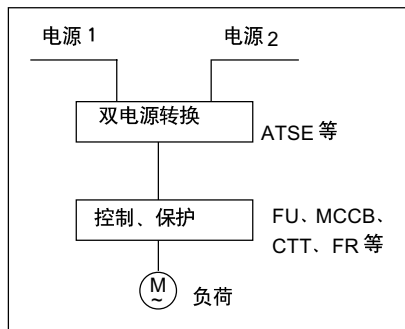 电源 1 电源 2
双电源转换
ATSE 等
控制、保护
FU、MCCB、
CTT、FR 等
M
~
负荷